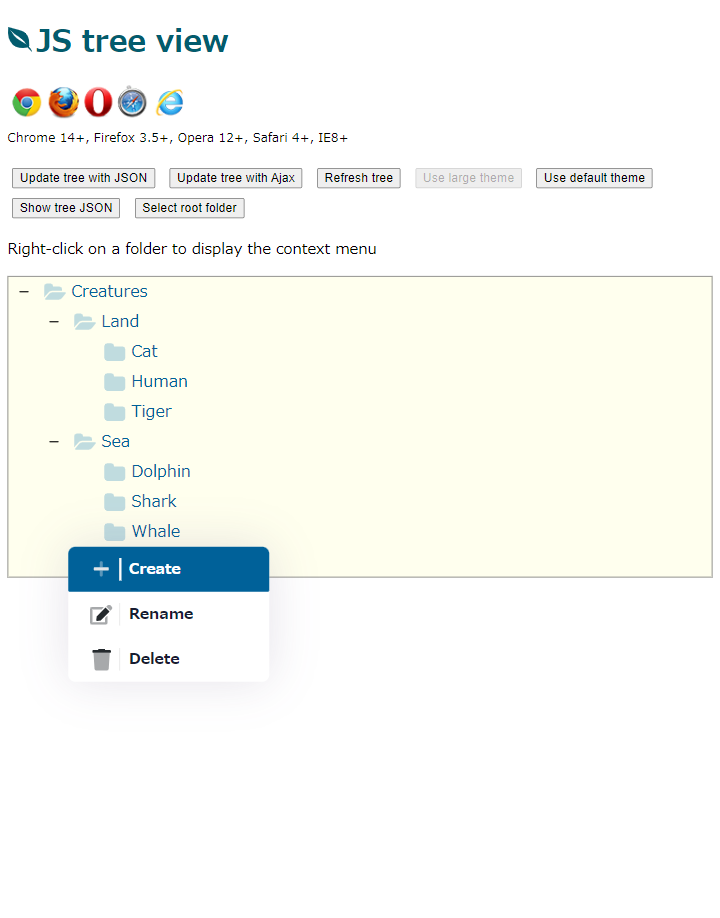 JS tree view
Chrome 14+, Firefox 3.5+, Opera 12+, Safari 4+, IE8+
Update tree with JSON Update tree with Ajax Refresh tree Use large theme Use default theme
Show tree JSON Select root folder
Right-click on a folder to display the context menu
Creatures
Land
Cat
Human
Tiger
Sea
Dolphin
Shark
Whale
Create
Rename
Delete